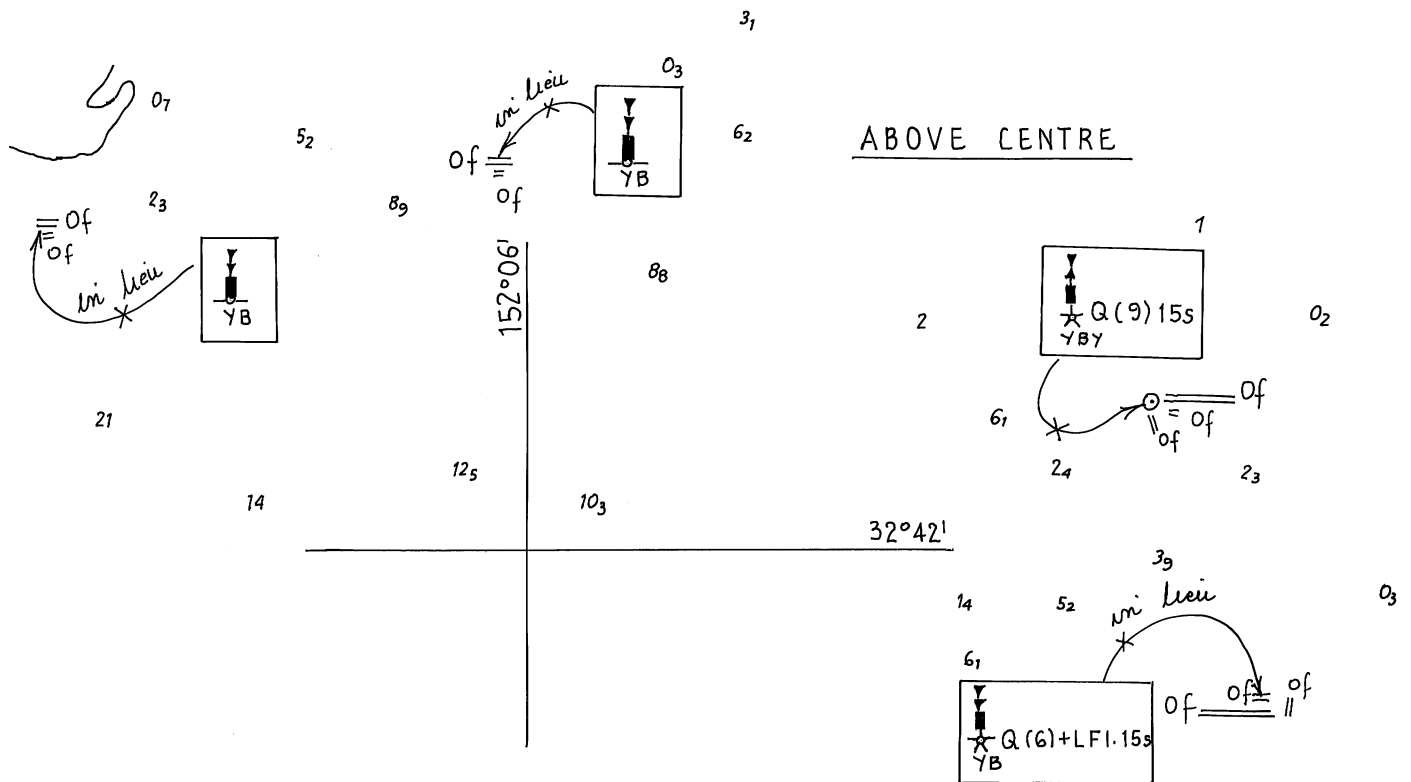 3₁
0₃
in lieu
0₇
5₂
6₂
ABOVE CENTRE
YB
Of
Of
2₃
8₉
1
Of
Of
in lieu
YB
152°06'
8₈
2
Q(9)15s
YBY
0₂
21
6₁
Of
Of
Of
12₅
2₄
2₃
14
10₃
32°42'
3₉
1₄
5₂
in lieu
0₃
6₁
Of
Of
Of
Q(6)+LFl.15s
YB